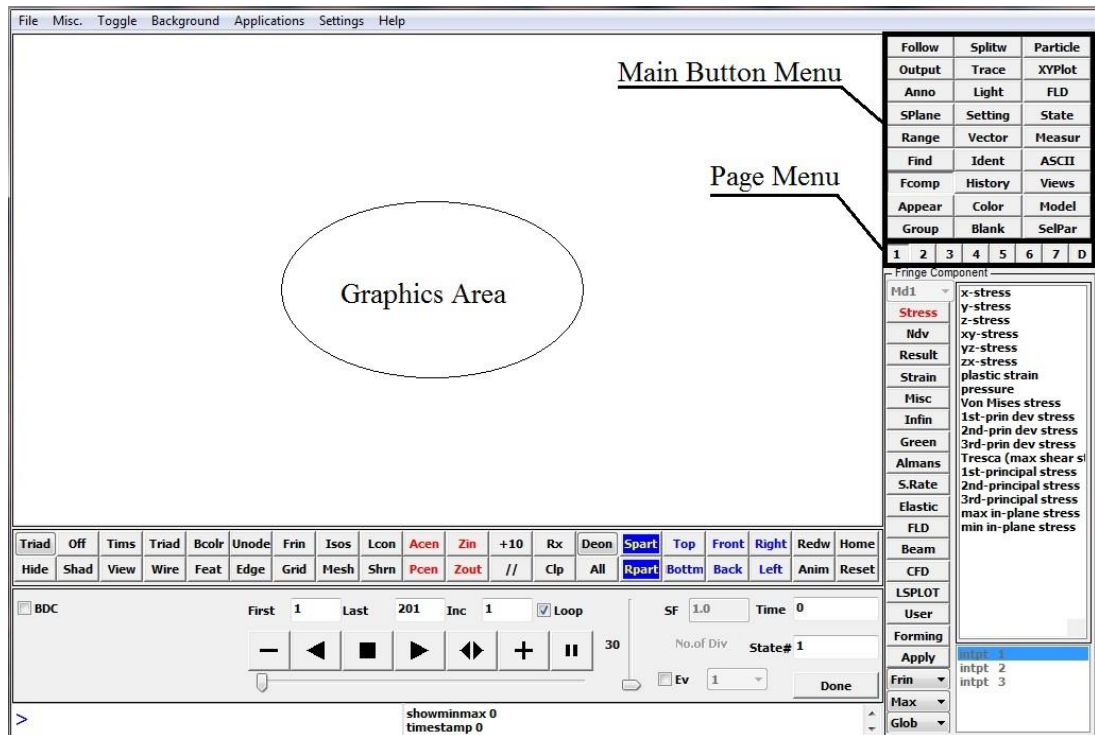 File Misc. Toggle Background Applications Settings Help
Main Button Menu
Page Menu
Graphics Area
Follow Splitw Particle
Output Trace XYPlot
Anno Light FLD
SPlane Setting State
Range Vector Measur
Find Ident ASCII
Fcomp History Views
Appear Color Model
Group Blank SelPar
1 2 3 4 5 6 7 D
Fringe Component
Md1
Stress
Ndv
Result
Strain
Misc
Infin
Green
Almans
S.Rate
Elastic
FLD
Beam
CFD
LSPLOT
User
Forming
Apply
Frin
Max
Glob
x-stress
y-stress
z-stress
xy-stress
yz-stress
zx-stress
plastic strain
pressure
Von Mises stress
1st-prin dev stress
2nd-prin dev stress
3rd-prin dev stress
Tresca (max shear st
1st-principal stress
2nd-principal stress
3rd-principal stress
max in-plane stress
min in-plane stress
intpt 1
intpt 2
intpt 3
Triad Off Tims Triad Bcolr Unode Frin Isos Lcon Acen Zin +10 Rx Deon Spart Top Front Right Redw Home
Hide Shad View Wire Feat Edge Grid Mesh Shrn Pcen Zout // Clp All Rpart Bottm Back Left Anim Reset
BDC
First 1 Last 201 Inc 1 Loop
30
SF 1.0 Time 0
No.of Div State# 1
Ev 1 Done
>
showminmax 0
timestamp 0